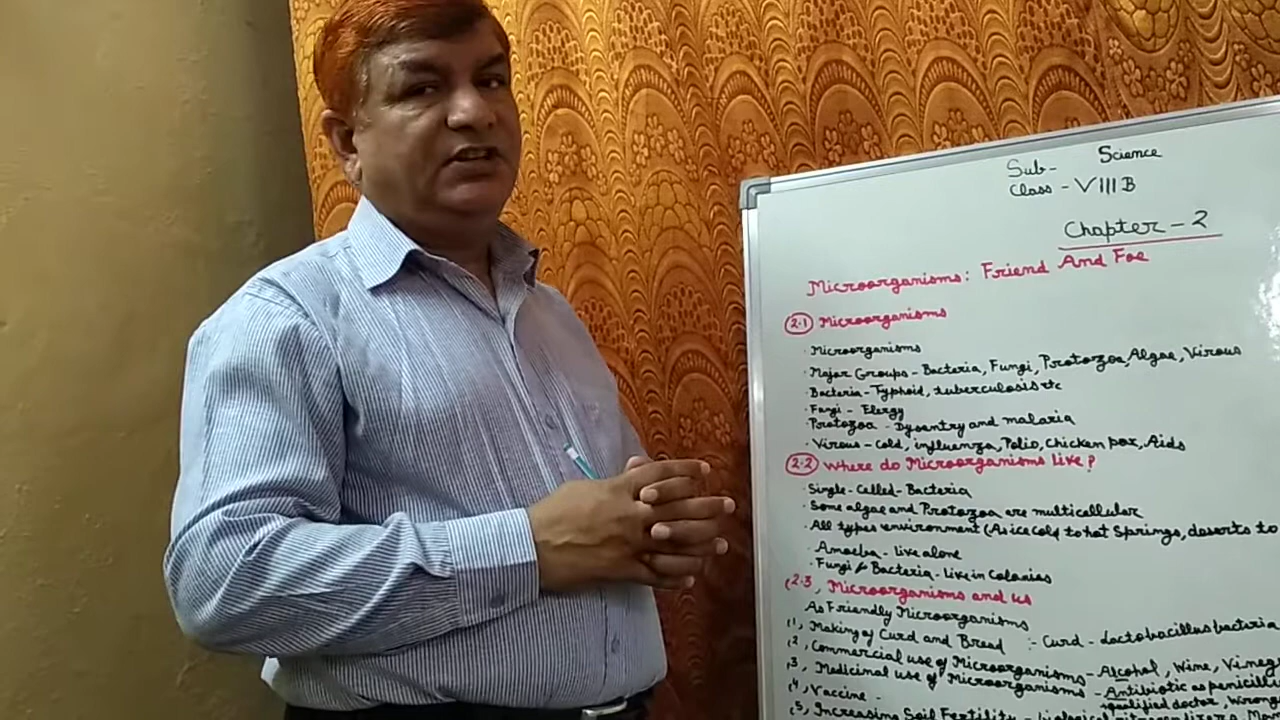 Sub- Science
Class - VIII B
Chapter - 2
Microorganisms: Friend And Foe
2.1 Microorganisms
· Microorganisms
· Major Groups - Bacteria, Fungi, Protozoa, Algae, Virous
· Bacteria - Typhoid, tuberculosis etc
· Fungi - Elergy
· Protozoa - Dysantry and malaria
· Virous - Cold, influenza, Polio, Chicken pox, Aids
2.2 Where do Microorganisms like?
· Single - Celled - Bacteria
· Some algae and Protozoa are multicellular
· All types environment (As ice cold to hot Springs, deserts to
· Amoeba - live alone
· Fungi & Bacteria - live in Colonias
2.3, Microorganisms and us
As Friendly Microorganisms
1, Making of Curd and Bread :- Curd - Lactobacillus bacteria
2, Commercial use of Microorganisms - Alcohal, Wine, Vineg
3, Medicinal use of Microorganisms - Antibiotic as penicilli
qualified doctor, wrong
4, Vaccine -
5, Increasing Soil Fertility - biological